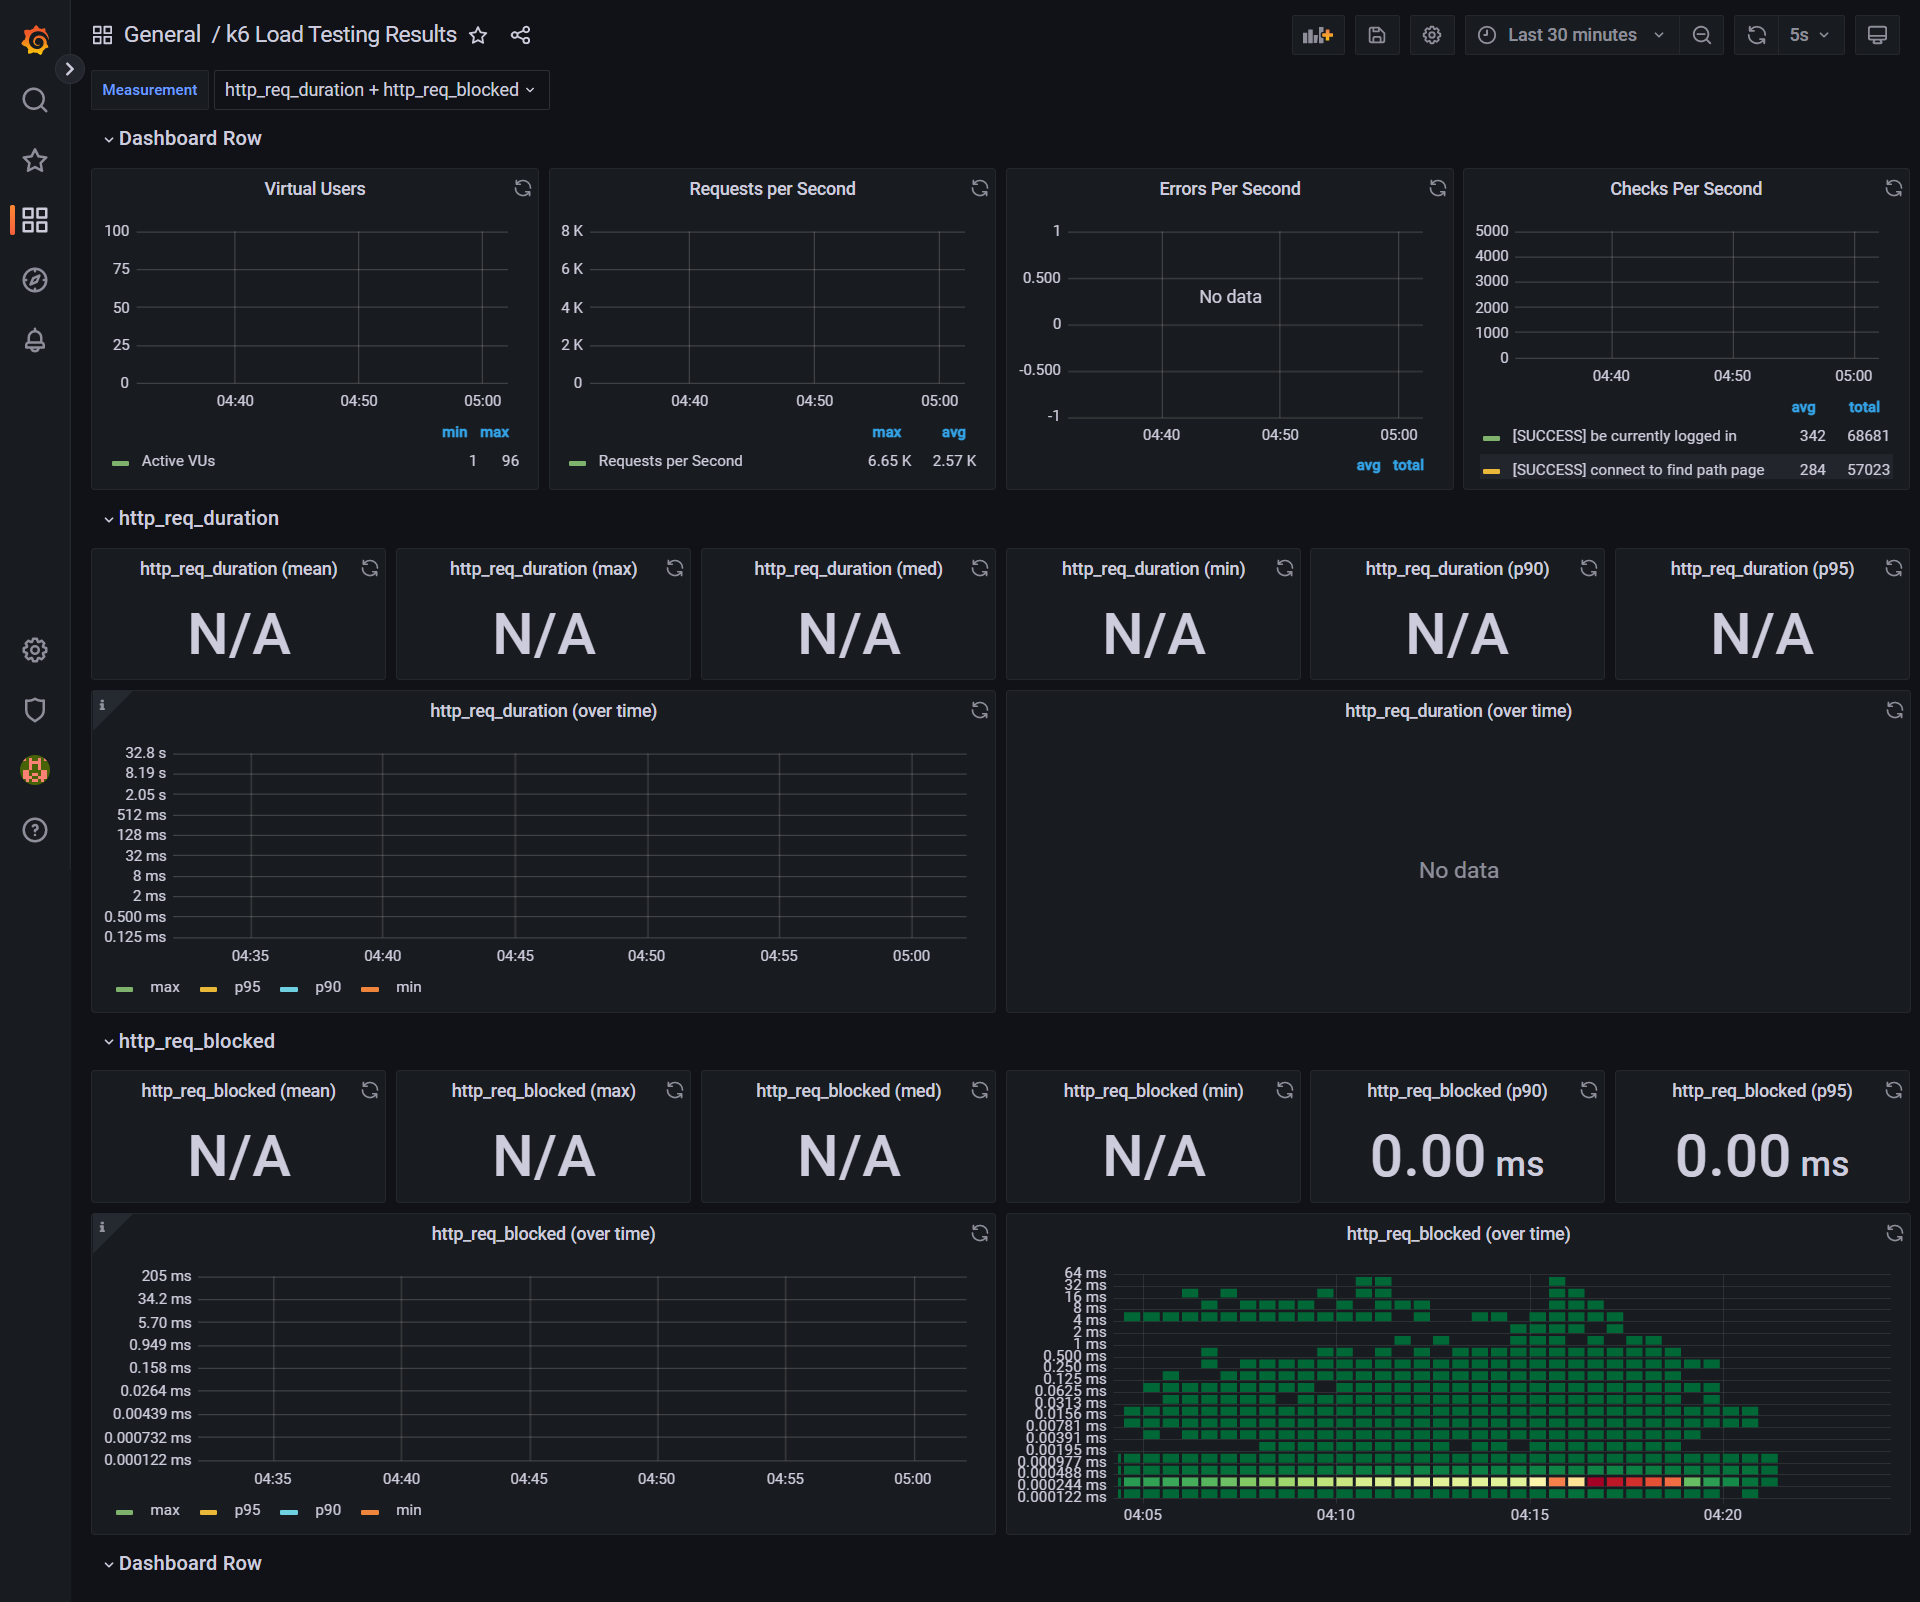 General / k6 Load Testing Results
Last 30 minutes
5s
Measurement
http_req_duration + http_req_blocked
Dashboard Row
Virtual Users
100
75
50
25
0
04:40 04:50 05:00
min max
Active VUs 1 96
Requests per Second
8 K
6 K
4 K
2 K
0
04:40 04:50 05:00
max avg
Requests per Second 6.65 K 2.57 K
Errors Per Second
1
0.500
0
-0.500
-1
No data
04:40 04:50 05:00
avg total
Checks Per Second
5000
4000
3000
2000
1000
0
04:40 04:50 05:00
avg total
[SUCCESS] be currently logged in 342 68681
[SUCCESS] connect to find path page 284 57023
http_req_duration
http_req_duration (mean)
N/A
http_req_duration (max)
N/A
http_req_duration (med)
N/A
http_req_duration (min)
N/A
http_req_duration (p90)
N/A
http_req_duration (p95)
N/A
http_req_duration (over time)
32.8 s
8.19 s
2.05 s
512 ms
128 ms
32 ms
8 ms
2 ms
0.500 ms
0.125 ms
04:35 04:40 04:45 04:50 04:55 05:00
max p95 p90 min
http_req_duration (over time)
No data
http_req_blocked
http_req_blocked (mean)
N/A
http_req_blocked (max)
N/A
http_req_blocked (med)
N/A
http_req_blocked (min)
N/A
http_req_blocked (p90)
0.00 ms
http_req_blocked (p95)
0.00 ms
http_req_blocked (over time)
205 ms
34.2 ms
5.70 ms
0.949 ms
0.158 ms
0.0264 ms
0.00439 ms
0.000732 ms
0.000122 ms
04:35 04:40 04:45 04:50 04:55 05:00
max p95 p90 min
http_req_blocked (over time)
64 ms
32 ms
16 ms
8 ms
4 ms
2 ms
1 ms
0.500 ms
0.250 ms
0.125 ms
0.0625 ms
0.0313 ms
0.0156 ms
0.00781 ms
0.00391 ms
0.00195 ms
0.000977 ms
0.000488 ms
0.000244 ms
0.000122 ms
04:05 04:10 04:15 04:20
Dashboard Row